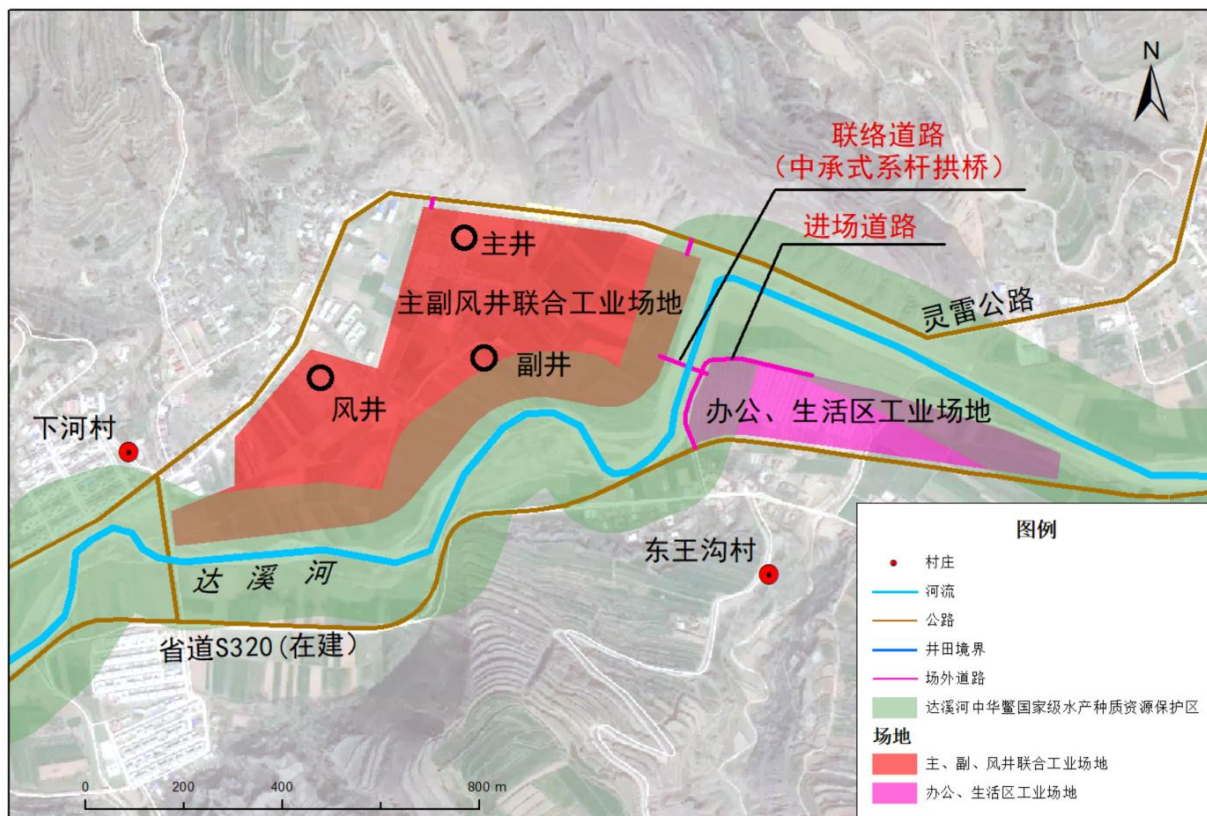 N
联络道路
（中承式系杆拱桥）
进场道路
主井
主副风井联合工业场地
灵雷公路
副井
风井
办公、生活区工业场地
下河村
东王沟村
达溪河
省道S320(在建)
图例
村庄
河流
公路
井田境界
场外道路
达溪河中华鳖国家级水产种质资源保护区
场地
主、副、风井联合工业场地
办公、生活区工业场地
0 200 400 800 m